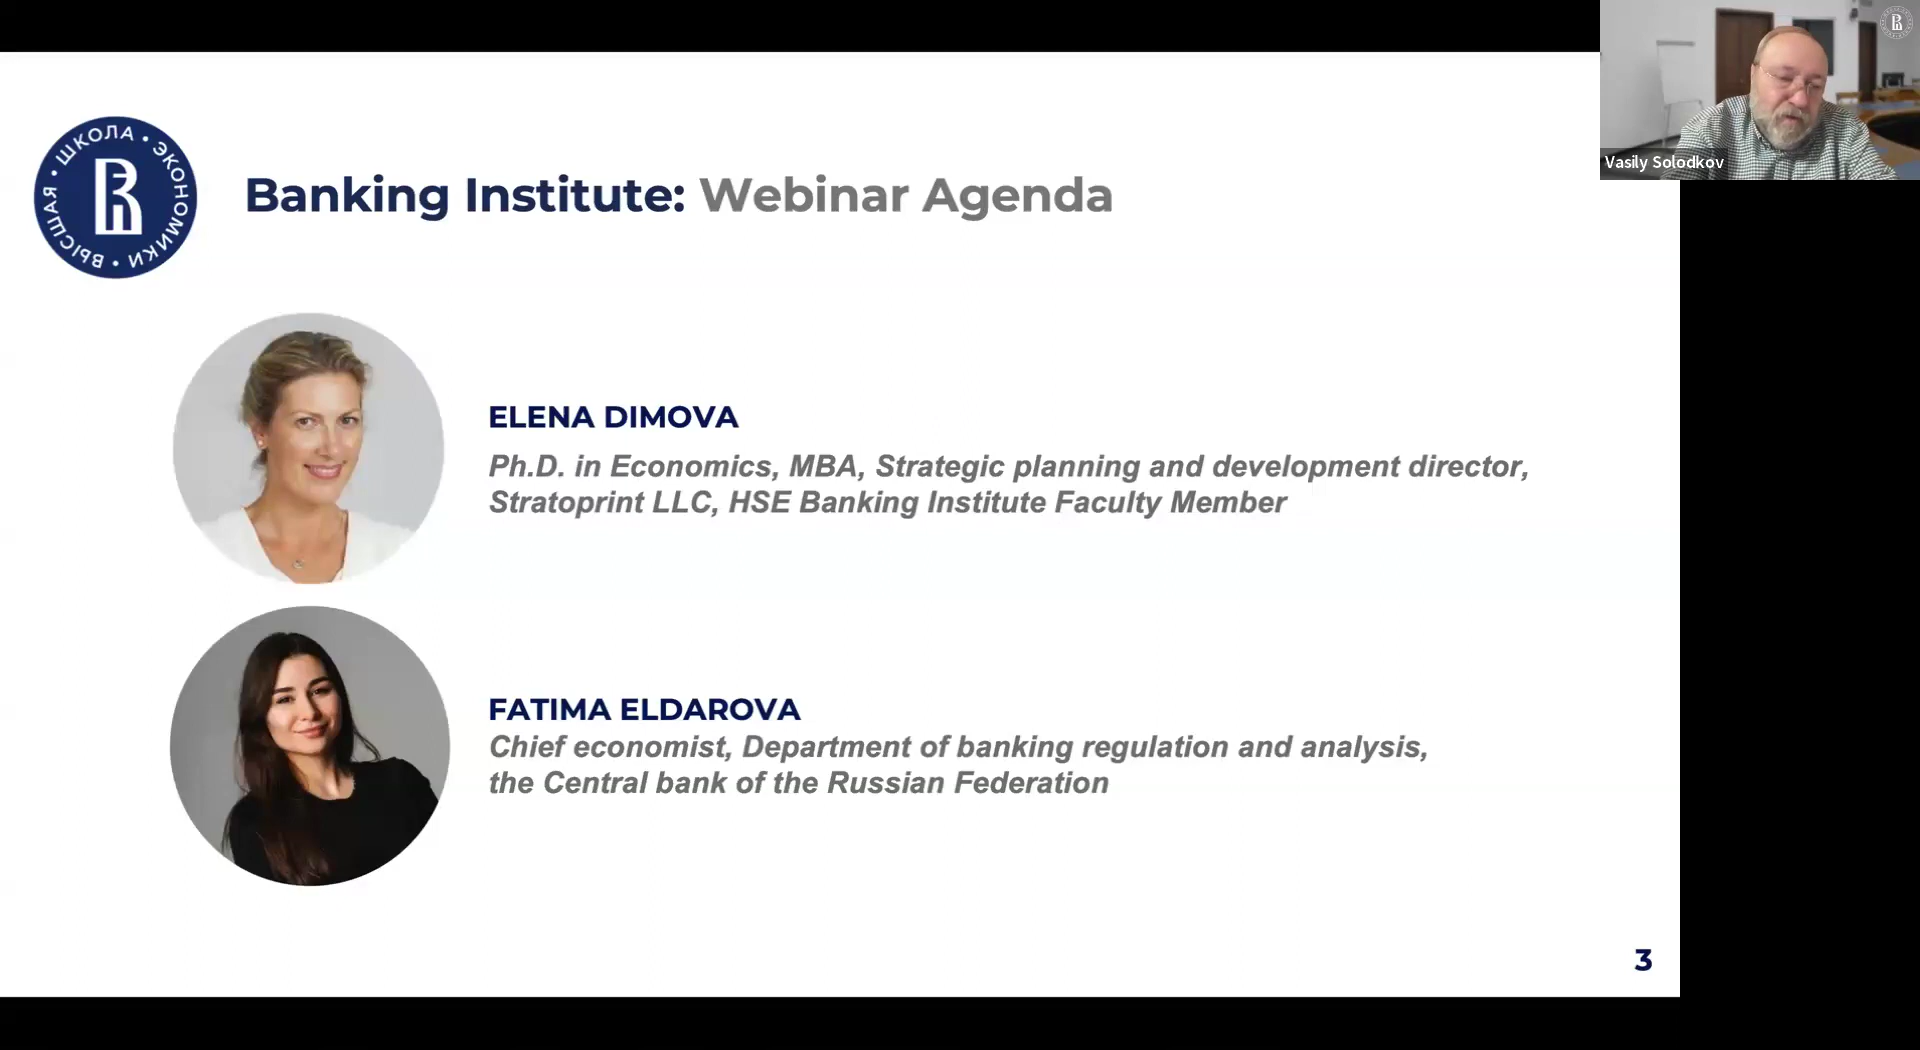 Vasily Solodkov
ВЫСШАЯ • ШКОЛА • ЭКОНОМИКИ •
Banking Institute: Webinar Agenda
ELENA DIMOVA
Ph.D. in Economics, MBA, Strategic planning and development director,
Stratoprint LLC, HSE Banking Institute Faculty Member
FATIMA ELDAROVA
Chief economist, Department of banking regulation and analysis,
the Central bank of the Russian Federation
3